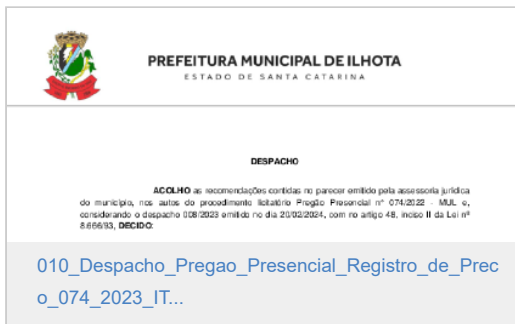 PREFEITURA MUNICIPAL DE ILHOTA
ESTADO DE SANTA CATARINA
DESPACHO
ACOLHO as recomendações contidas no parecer emitido pela assessoria jurídica
do município, nos autos do procedimento licitatório Pregão Presencial nº 074/2022 - MUL e,
considerando o despacho 008/2023 emitido no dia 20/02/2024, com no artigo 48, inciso II da Lei nº
8.666/93, DECIDO:
010_Despacho_Pregao_Presencial_Registro_de_Prec
o_074_2023_IT...